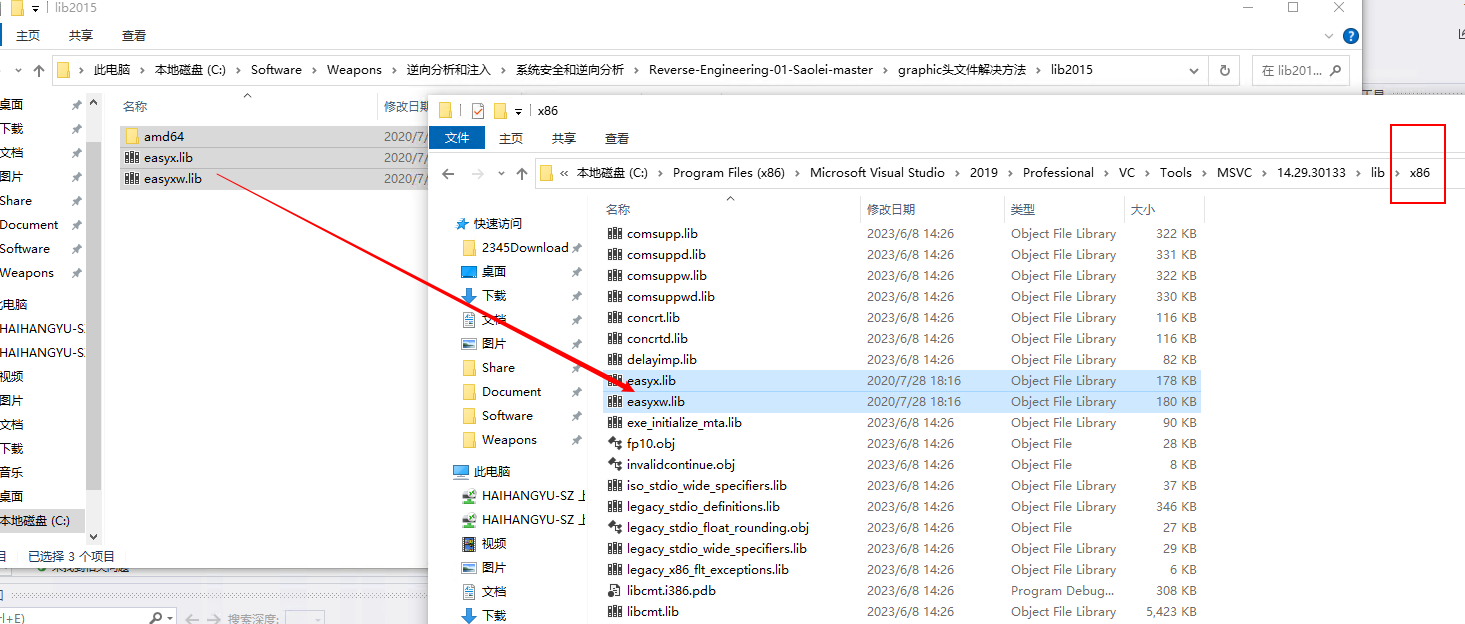 lib2015
主页 共享 查看
此电脑 › 本地磁盘 (C:) › Software › Weapons › 逆向分析和注入 › 系统安全和逆向分析 › Reverse-Engineering-01-Saolei-master › graphic头文件解决方法 › lib2015
在 lib201...
桌面
下载
文档
图片
Share
Document
Software
Weapons
HAIHANGYU-S
HAIHANGYU-S
视频
图片
文档
下载
音乐
桌面
本地磁盘 (C:)
名称 修改日期
amd64 2020/7/
easyx.lib 2020/7/
easyxw.lib 2020/7/
已选择 3 个项目
搜索深度:
x86
文件 主页 共享 查看
« 本地磁盘 (C:) › Program Files (x86) › Microsoft Visual Studio › 2019 › Professional › VC › Tools › MSVC › 14.29.30133 › lib › x86
快速访问
2345Download
桌面
下载
文档
图片
Share
Document
Software
Weapons
此电脑
HAIHANGYU-SZ 上
HAIHANGYU-SZ 上
视频
图片
文档
下载
名称 修改日期 类型 大小
comsupp.lib 2023/6/8 14:26 Object File Library 322 KB
comsuppd.lib 2023/6/8 14:26 Object File Library 331 KB
comsuppw.lib 2023/6/8 14:26 Object File Library 322 KB
comsuppwd.lib 2023/6/8 14:26 Object File Library 330 KB
concrt.lib 2023/6/8 14:26 Object File Library 116 KB
concrtd.lib 2023/6/8 14:26 Object File Library 116 KB
delayimp.lib 2023/6/8 14:26 Object File Library 82 KB
easyx.lib 2020/7/28 18:16 Object File Library 178 KB
easyxw.lib 2020/7/28 18:16 Object File Library 180 KB
exe_initialize_mta.lib 2023/6/8 14:26 Object File Library 90 KB
fp10.obj 2023/6/8 14:26 Object File 28 KB
invalidcontinue.obj 2023/6/8 14:26 Object File 8 KB
iso_stdio_wide_specifiers.lib 2023/6/8 14:26 Object File Library 37 KB
legacy_stdio_definitions.lib 2023/6/8 14:26 Object File Library 346 KB
legacy_stdio_float_rounding.obj 2023/6/8 14:26 Object File 27 KB
legacy_stdio_wide_specifiers.lib 2023/6/8 14:26 Object File Library 29 KB
legacy_x86_flt_exceptions.lib 2023/6/8 14:26 Object File Library 6 KB
libcmt.i386.pdb 2023/6/8 14:26 Program Debug... 308 KB
libcmt.lib 2023/6/8 14:26 Object File Library 5,423 KB